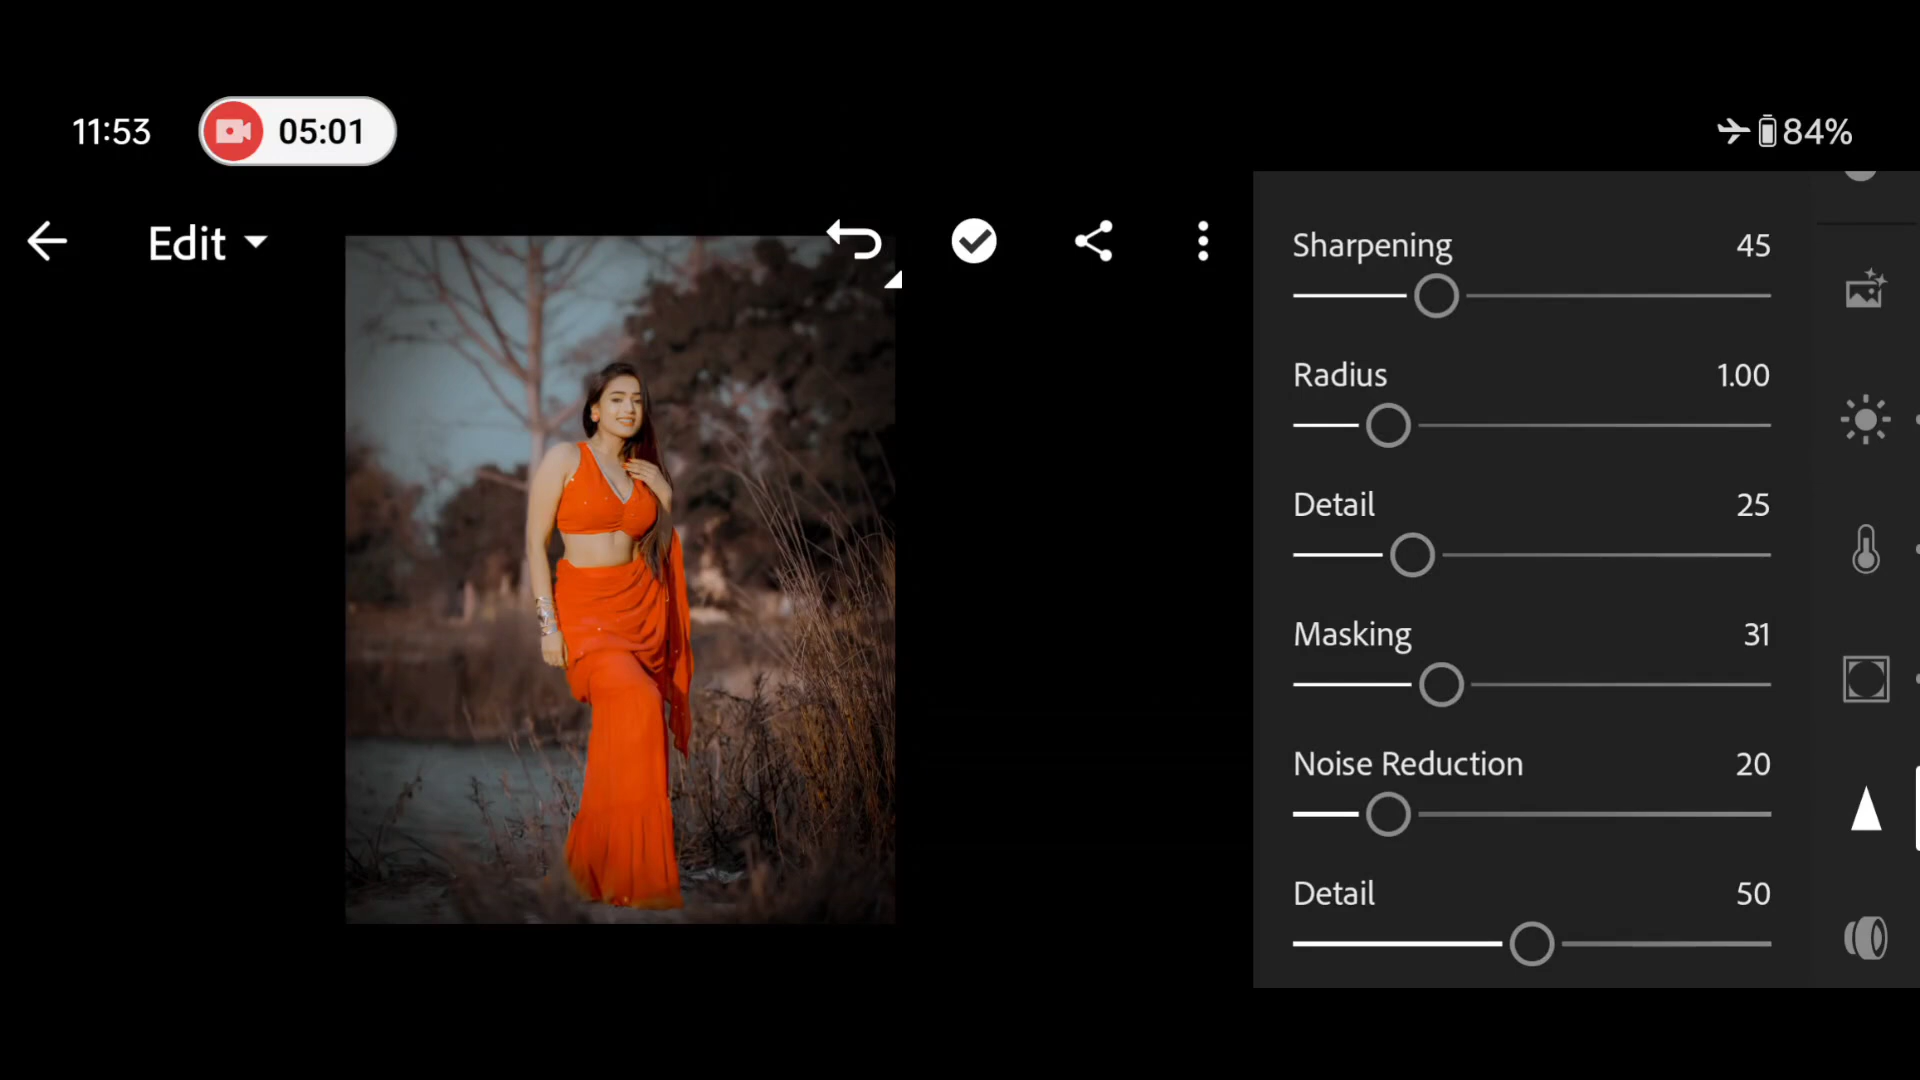 11:53
05:01
84%
Edit
Sharpening 45
Radius 1.00
Detail 25
Masking 31
Noise Reduction 20
Detail 50